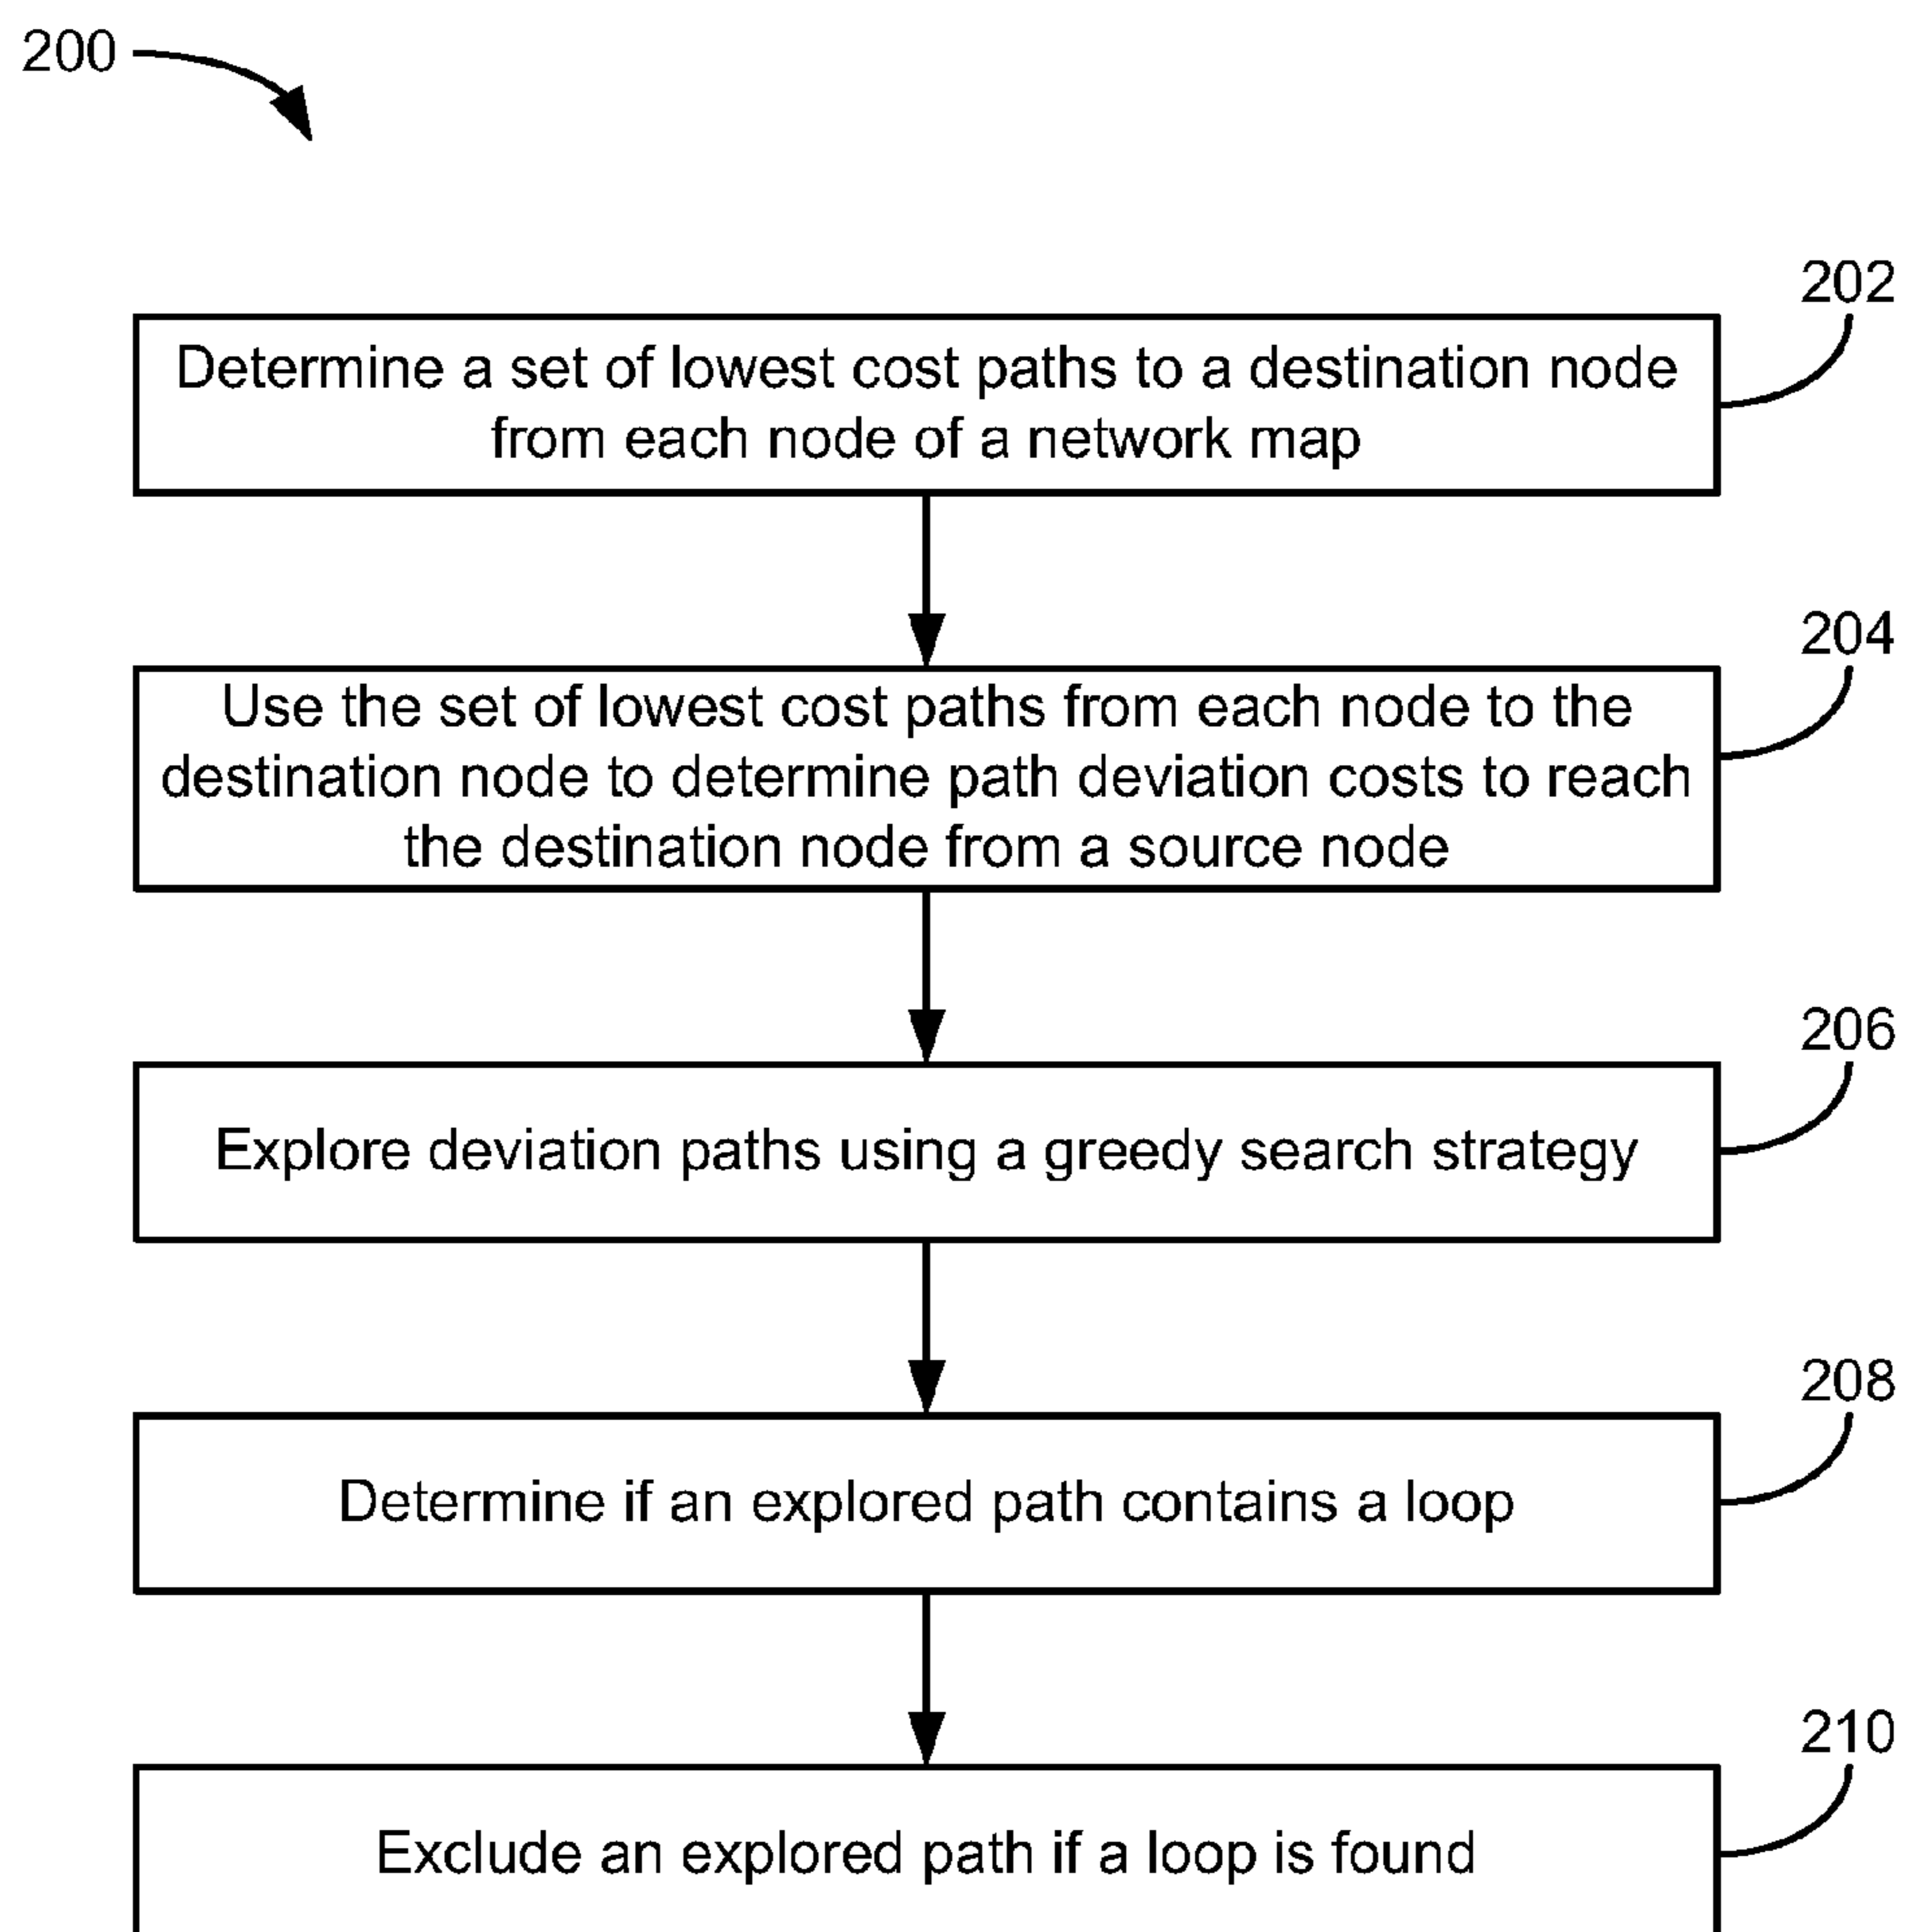 200
202
Determine a set of lowest cost paths to a destination node
from each node of a network map
204
Use the set of lowest cost paths from each node to the
destination node to determine path deviation costs to reach
the destination node from a source node
206
Explore deviation paths using a greedy search strategy
208
Determine if an explored path contains a loop
210
Exclude an explored path if a loop is found